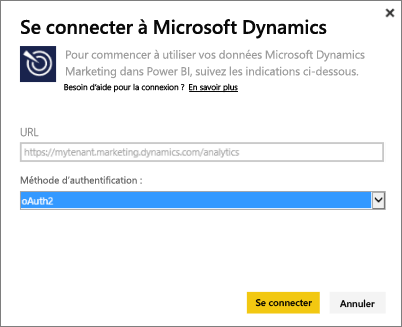 Se connecter à Microsoft Dynamics
Pour commencer à utiliser vos données Microsoft Dynamics
Marketing dans Power BI, suivez les indications ci-dessous.
Besoin d'aide pour la connexion ? En savoir plus
URL
https://mytenant.marketing.dynamics.com/analytics
Méthode d'authentification :
oAuth2
Se connecter Annuler